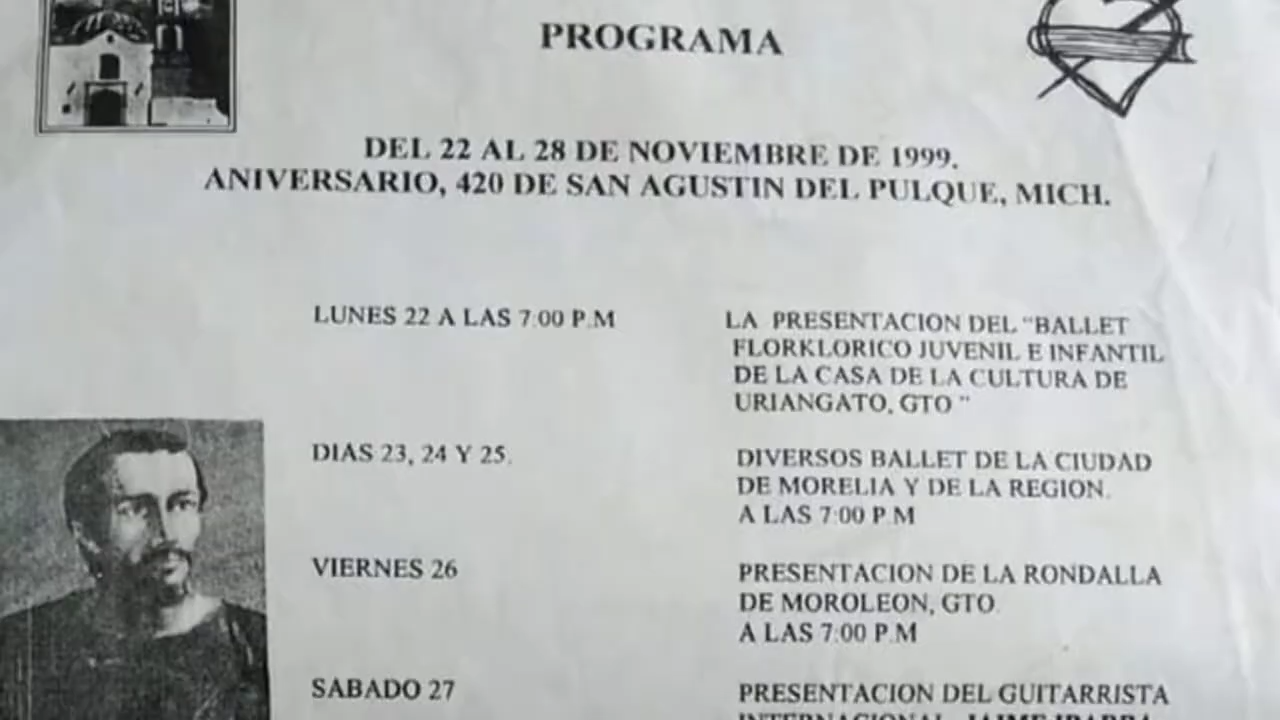 PROGRAMA
DEL 22 AL 28 DE NOVIEMBRE DE 1999.
ANIVERSARIO, 420 DE SAN AGUSTIN DEL PULQUE, MICH.
LUNES 22 A LAS 7:00 P.M
LA PRESENTACION DEL "BALLET
FLORKLORICO JUVENIL E INFANTIL
DE LA CASA DE LA CULTURA DE
URIANGATO, GTO "
DIAS 23, 24 Y 25.
DIVERSOS BALLET DE LA CIUDAD
DE MORELIA Y DE LA REGION.
A LAS 7:00 P.M
VIERNES 26
PRESENTACION DE LA RONDALLA
DE MOROLEON, GTO.
A LAS 7:00 P.M
SABADO 27
PRESENTACION DEL GUITARRISTA
INTERNACIONAL JAIME IBARRA